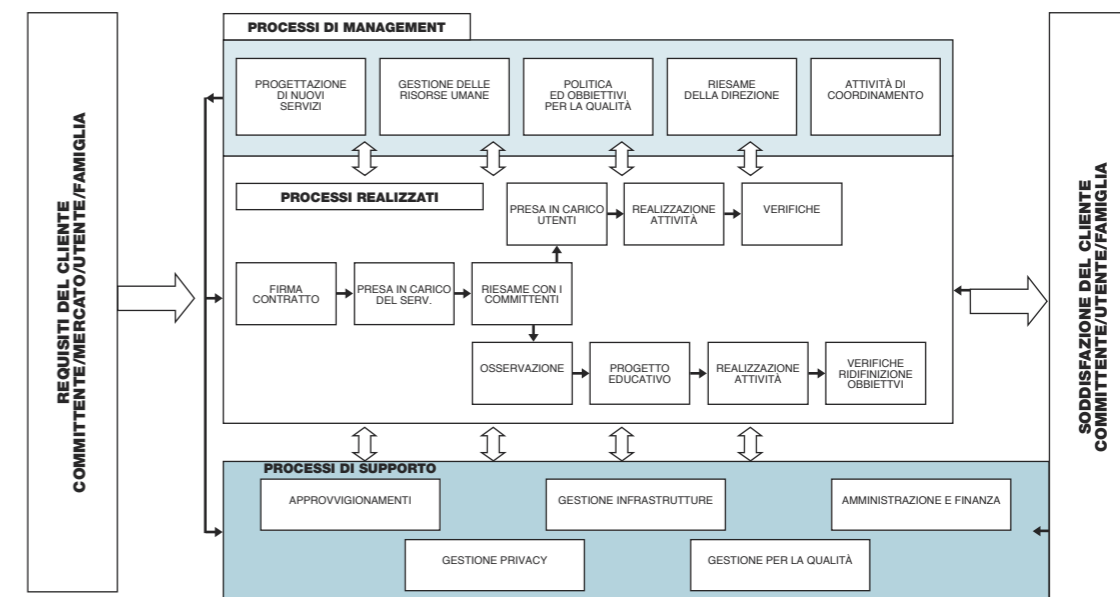 REQUISITI DEL CLIENTE
COMMITTENTE/MERCATO/UTENTE/FAMIGLIA
PROCESSI DI MANAGEMENT
PROGETTAZIONE
DI NUOVI
SERVIZI
GESTIONE DELLE
RISORSE UMANE
POLITICA
ED OBBIETTIVI
PER LA QUALITÀ
RIESAME
DELLA DIREZIONE
ATTIVITÀ DI
COORDINAMENTO
PROCESSI REALIZZATI
PRESA IN CARICO
UTENTI
REALIZZAZIONE
ATTIVITÀ
VERIFICHE
FIRMA
CONTRATTO
PRESA IN CARICO
DEL SERV.
RIESAME CON I
COMMITTENTI
OSSERVAZIONE
PROGETTO
EDUCATIVO
REALIZZAZIONE
ATTIVITÀ
VERIFICHE
RIDIFINIZIONE
OBBIETTVI
PROCESSI DI SUPPORTO
APPROVVIGIONAMENTI
GESTIONE INFRASTRUTTURE
AMMINISTRAZIONE E FINANZA
GESTIONE PRIVACY
GESTIONE PER LA QUALITÀ
SODDISFAZIONE DEL CLIENTE
COMMITTENTE/UTENTE/FAMIGLIA